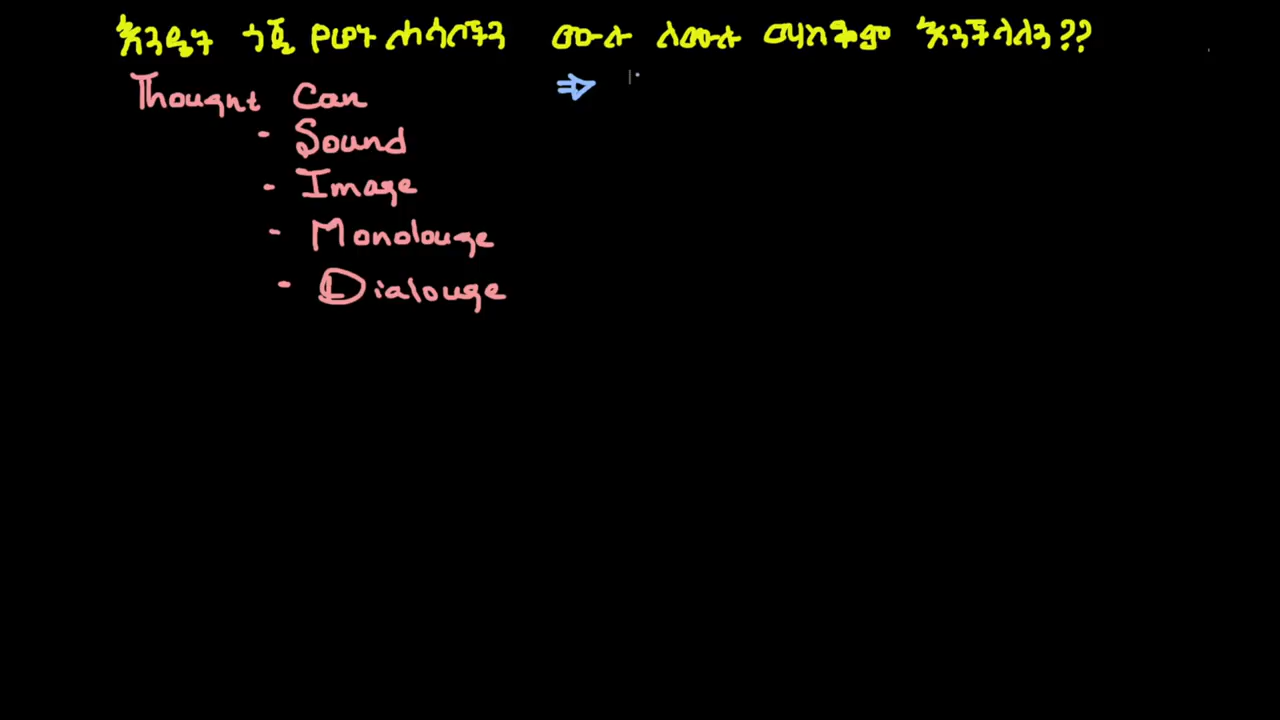 እንዴት ጎጂ የሆኑ ሐሳቦችን ሙሉ ለሙሉ ማስቆም እንችላለን??
Thought Can
- Sound
- Image
- Monolouge
- Dialouge
⇒